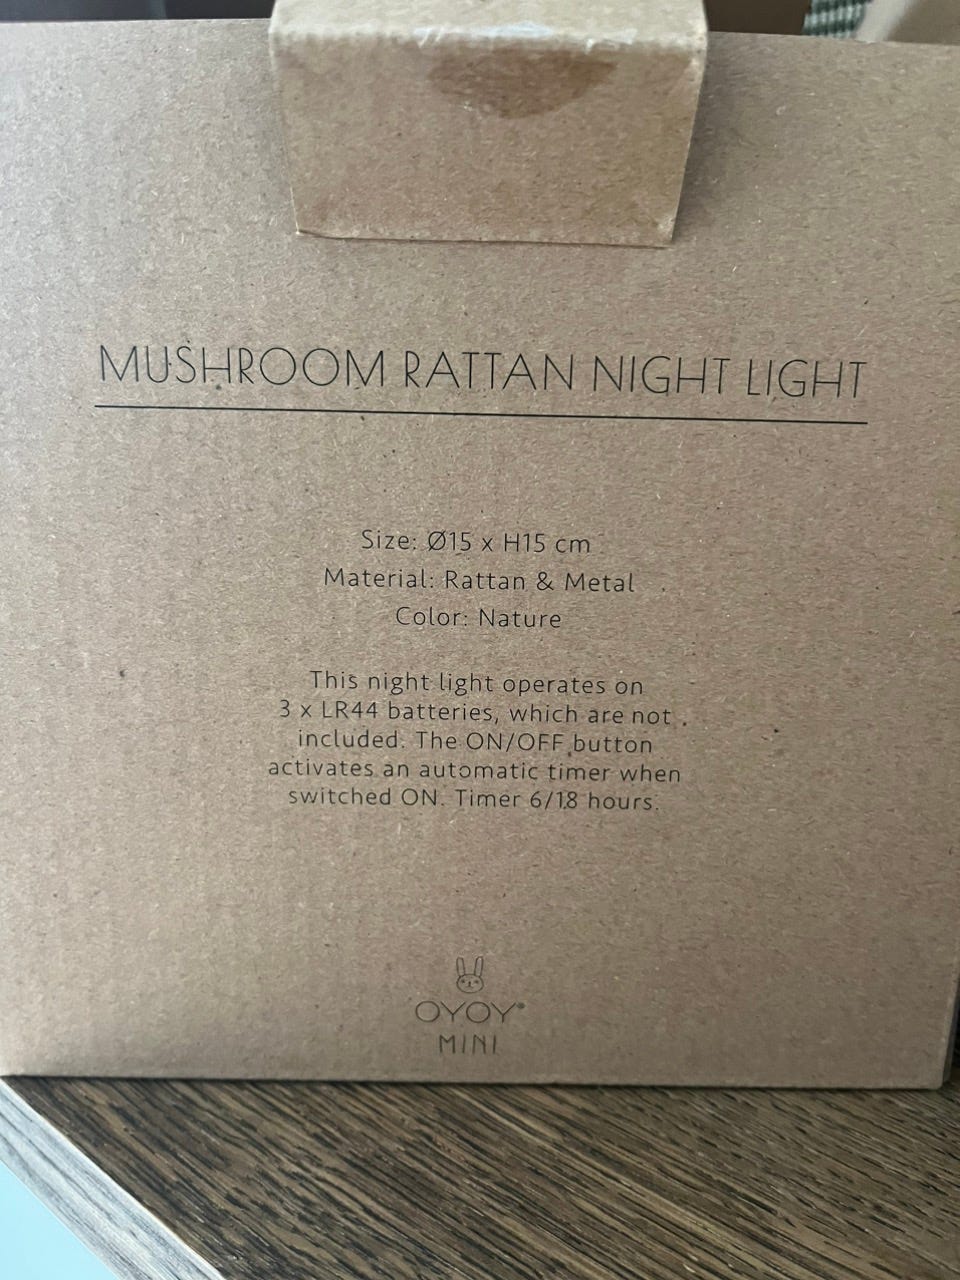 MUSHROOM RATTAN NIGHT LIGHT
Size: Ø15 x H15 cm
Material: Rattan & Metal
Color: Nature
This night light operates on
3 x LR44 batteries, which are not
included. The ON/OFF button
activates an automatic timer when
switched ON. Timer 6/18 hours.
OYOY®
MINI